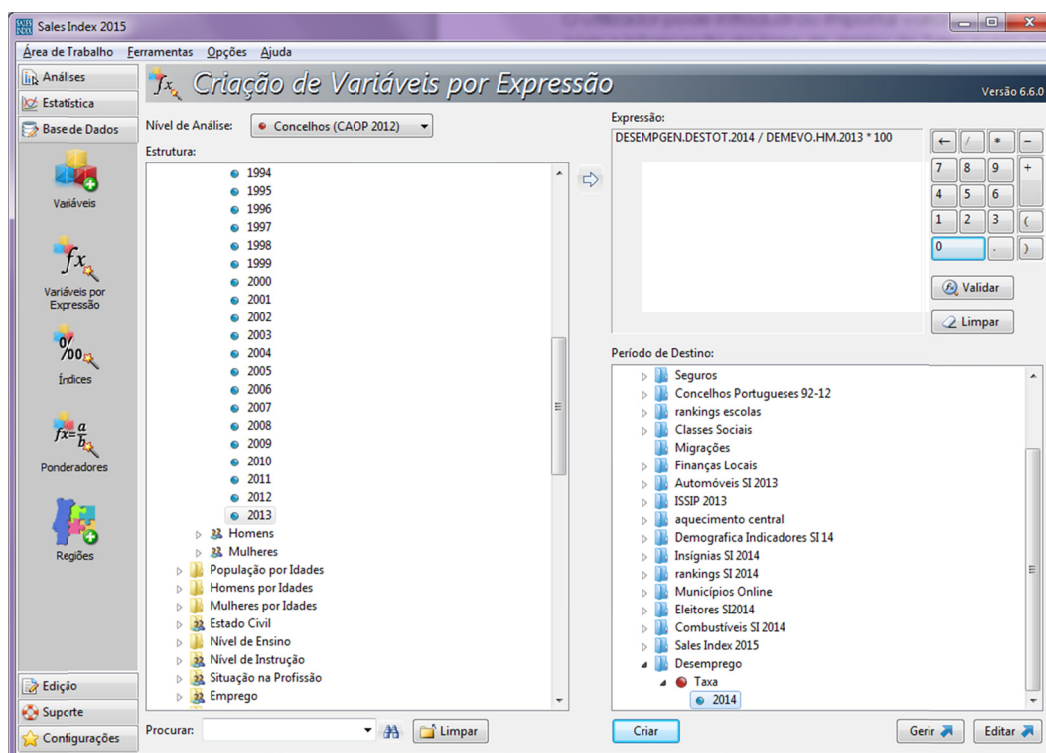 Sales Index 2015
Área de Trabalho Ferramentas Opções Ajuda
Análises
Estatística
Base de Dados
Variáveis
fx
Variáveis por
Expressão
0/
/00
Índices
fx=a/b
Ponderadores
Regiões
Edição
Suporte
Configurações
fx Criação de Variáveis por Expressão
Versão 6.6.0
Nível de Análise: Concelhos (CAOP 2012)
Estrutura:
1994
1995
1996
1997
1998
1999
2000
2001
2002
2003
2004
2005
2006
2007
2008
2009
2010
2011
2012
2013
Homens
Mulheres
População por Idades
Homens por Idades
Mulheres por Idades
Estado Civil
Nível de Ensino
Nível de Instrução
Situação na Profissão
Emprego
Procurar: Limpar
Expressão:
DESEMPGEN.DESTOT.2014 / DEMEVO.HM.2013 * 100
← / * -
7 8 9 +
4 5 6
1 2 3 (
0 . )
Validar
Limpar
Período de Destino:
Seguros
Concelhos Portugueses 92-12
rankings escolas
Classes Sociais
Migrações
Finanças Locais
Automóveis SI 2013
ISSIP 2013
aquecimento central
Demografica Indicadores SI 14
Insígnias SI 2014
rankings SI 2014
Municípios Online
Eleitores SI2014
Combustíveis SI 2014
Sales Index 2015
Desemprego
Taxa
2014
Criar Gerir Editar